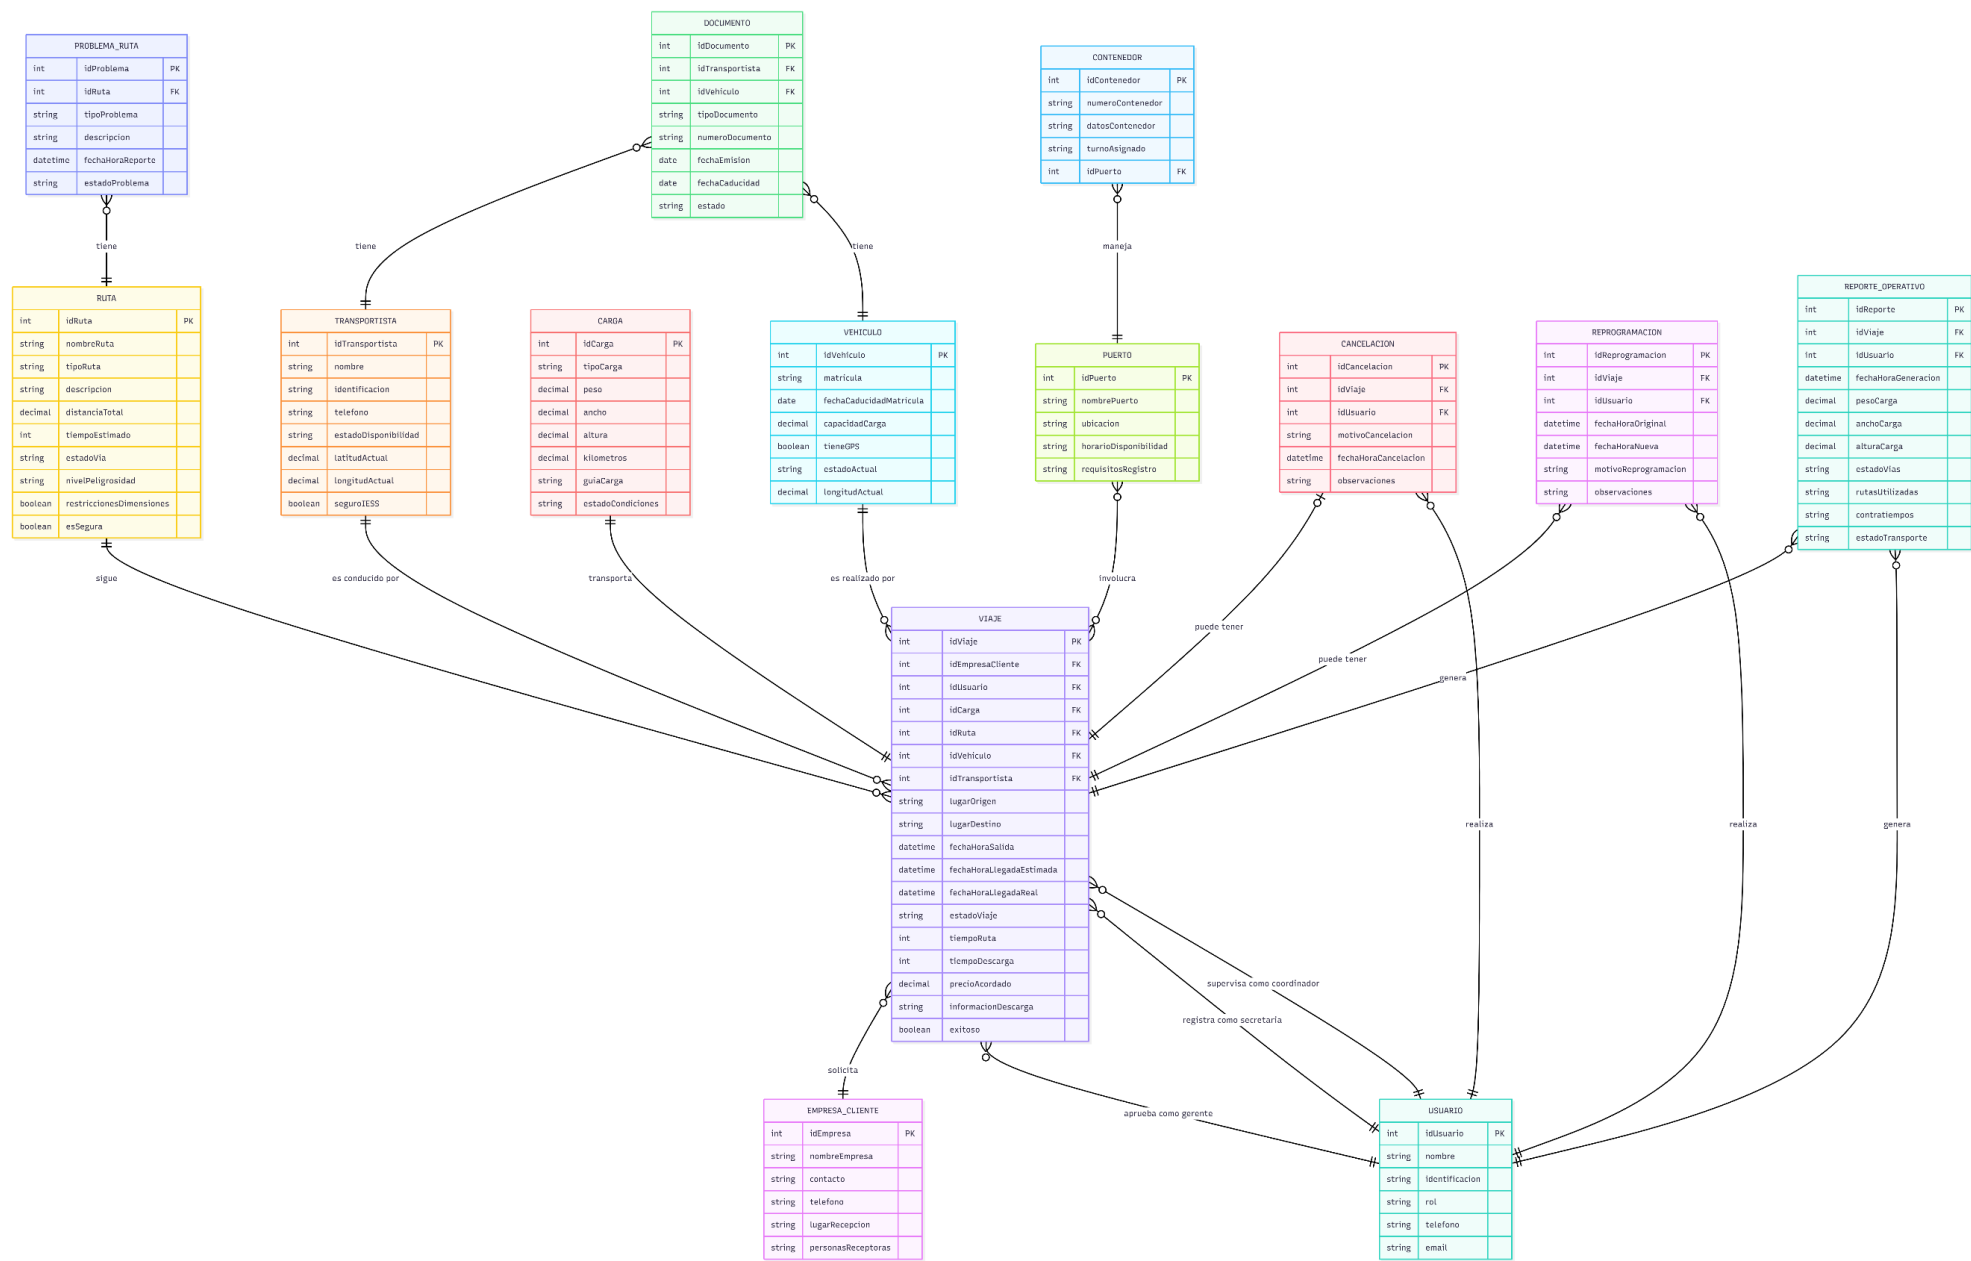 PROBLEMA_RUTA
int idProblema PK
int idRuta FK
string tipoProblema
string descripcion
datetime fechaHoraReporte
string estadoProblema
DOCUMENTO
int idDocumento PK
int idTransportista FK
int idVehiculo FK
string tipoDocumento
string numeroDocumento
date fechaEmision
date fechaCaducidad
string estado
CONTENEDOR
int idContenedor PK
string numeroContenedor
string datosContenedor
string turnoAsignado
int idPuerto FK
tiene
tiene
tiene
maneja
RUTA
int idRuta PK
string nombreRuta
string tipoRuta
string descripcion
decimal distanciaTotal
int tiempoEstimado
string estadoVia
string nivelPeligrosidad
boolean restriccionesDimensiones
boolean esSegura
TRANSPORTISTA
int idTransportista PK
string nombre
string identificacion
string telefono
string estadoDisponibilidad
decimal latitudActual
decimal longitudActual
boolean seguroIESS
CARGA
int idCarga PK
string tipoCarga
decimal peso
decimal ancho
decimal altura
decimal kilometros
string guiaCarga
string estadoCondiciones
VEHICULO
int idVehiculo PK
string matricula
date fechaCaducidadMatricula
decimal capacidadCarga
boolean tieneGPS
string estadoActual
decimal longitudActual
PUERTO
int idPuerto PK
string nombrePuerto
string ubicacion
string horarioDisponibilidad
string requisitosRegistro
CANCELACION
int idCancelacion PK
int idViaje FK
int idUsuario FK
string motivoCancelacion
datetime fechaHoraCancelacion
string observaciones
REPROGRAMACION
int idReprogramacion PK
int idViaje FK
int idUsuario FK
datetime fechaHoraOriginal
datetime fechaHoraNueva
string motivoReprogramacion
string observaciones
REPORTE_OPERATIVO
int idReporte PK
int idViaje FK
int idUsuario FK
datetime fechaHoraGeneracion
decimal pesoCarga
decimal anchoCarga
decimal alturaCarga
string estadoVias
string rutasUtilizadas
string contratiempos
string estadoTransporte
sigue
es conducido por
transporta
es realizado por
involucra
puede tener
puede tener
genera
VIAJE
int idViaje PK
int idEmpresaCliente FK
int idUsuario FK
int idCarga FK
int idRuta FK
int idVehiculo FK
int idTransportista FK
string lugarOrigen
string lugarDestino
datetime fechaHoraSalida
datetime fechaHoraLlegadaEstimada
datetime fechaHoraLlegadaReal
string estadoViaje
int tiempoRuta
int tiempoDescarga
decimal precioAcordado
string informacionDescarga
boolean exitoso
realiza
realiza
genera
supervisa como coordinador
registra como secretaria
solicita
aprueba como gerente
EMPRESA_CLIENTE
int idEmpresa PK
string nombreEmpresa
string contacto
string telefono
string lugarRecepcion
string personasReceptoras
USUARIO
int idUsuario PK
string nombre
string identificacion
string rol
string telefono
string email